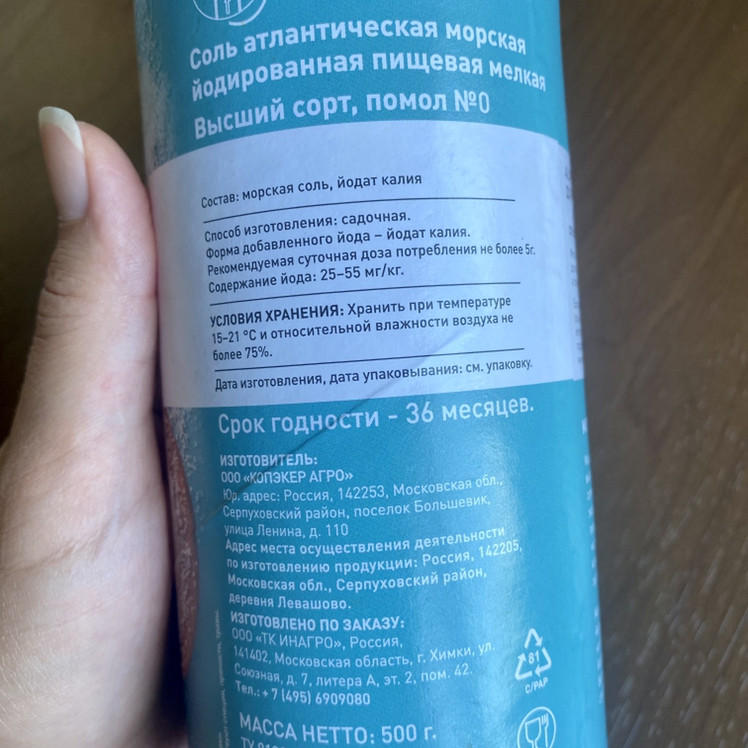 Соль атлантическая морская
йодированная пищевая мелкая
Высший сорт, помол №0
Состав: морская соль, йодат калия
Способ изготовления: садочная.
Форма добавленного йода – йодат калия.
Рекомендуемая суточная доза потребления не более 5г.
Содержание йода: 25–55 мг/кг.
УСЛОВИЯ ХРАНЕНИЯ: Хранить при температуре
15–21 °C и относительной влажности воздуха не
более 75%.
Дата изготовления, дата упаковывания: см. упаковку.
Срок годности - 36 месяцев.
ИЗГОТОВИТЕЛЬ:
ООО «КОПЭКЕР АГРО»
Юр. адрес: Россия, 142253, Московская обл.,
Серпуховский район, поселок Большевик,
улица Ленина, д. 110
Адрес места осуществления деятельности
по изготовлению продукции: Россия, 142205,
Московская обл., Серпуховский район,
деревня Левашово.
ИЗГОТОВЛЕНО ПО ЗАКАЗУ:
ООО «ТК ИНАГРО», Россия,
141402, Московская область, г. Химки, ул.
Союзная, д. 7, литера А, эт. 2, пом. 42.
Тел.: + 7 (495) 6909080
81
C/PAP
МАССА НЕТТО: 500 г.